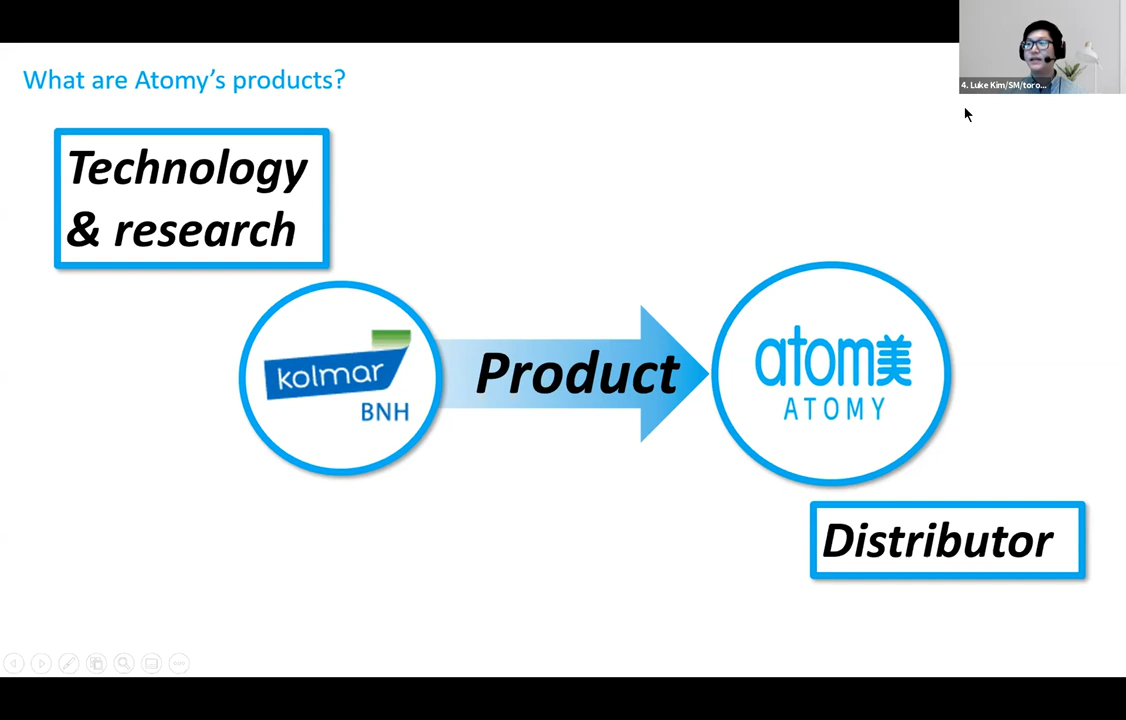 4. Luke Kim/SM/toro...
What are Atomy's products?
Technology
& research
kolmar
BNH
Product
atom美
ATOMY
Distributor